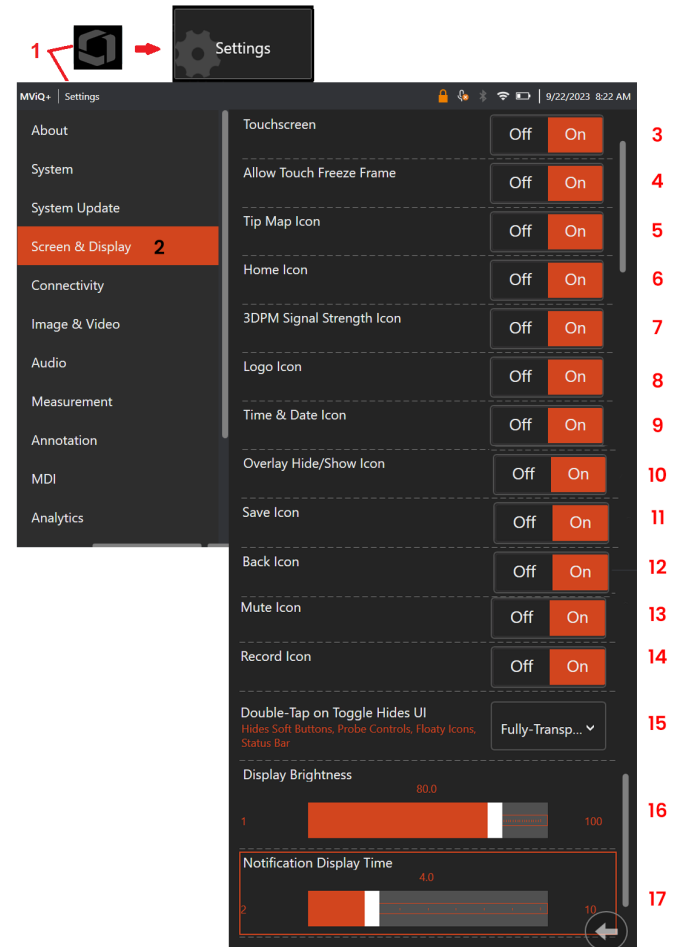 1
Settings
MViQ+ | Settings
9/22/2023 8:22 AM
About
System
System Update
Screen & Display 2
Connectivity
Image & Video
Audio
Measurement
Annotation
MDI
Analytics
Touchscreen Off On 3
Allow Touch Freeze Frame Off On 4
Tip Map Icon Off On 5
Home Icon Off On 6
3DPM Signal Strength Icon Off On 7
Logo Icon Off On 8
Time & Date Icon Off On 9
Overlay Hide/Show Icon Off On 10
Save Icon Off On 11
Back Icon Off On 12
Mute Icon Off On 13
Record Icon Off On 14
Double-Tap on Toggle Hides UI
Hides Soft Buttons, Probe Controls, Floaty Icons,
Status Bar
Fully-Transp... 15
Display Brightness
80.0
1 100 16
Notification Display Time
4.0
2 10 17